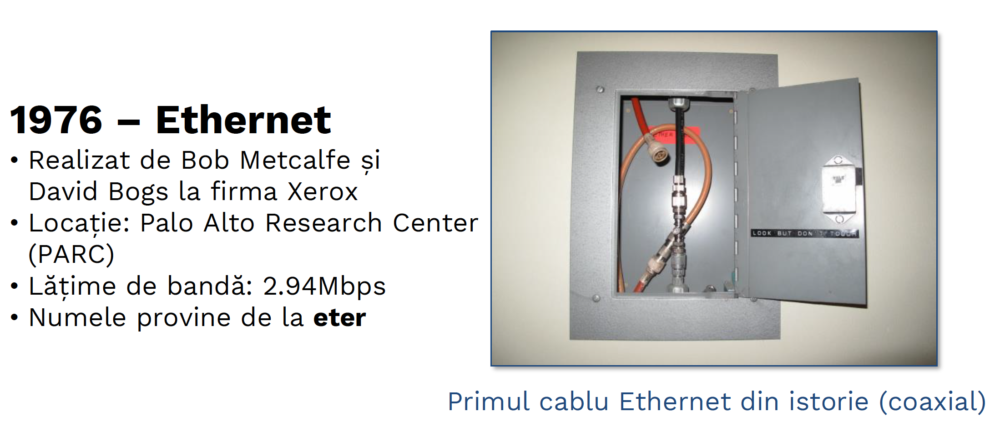 1976 – Ethernet
• Realizat de Bob Metcalfe și
David Bogs la firma Xerox
• Locație: Palo Alto Research Center
(PARC)
• Lățime de bandă: 2.94Mbps
• Numele provine de la eter
LOOK BUT DON'T TOUCH
Primul cablu Ethernet din istorie (coaxial)